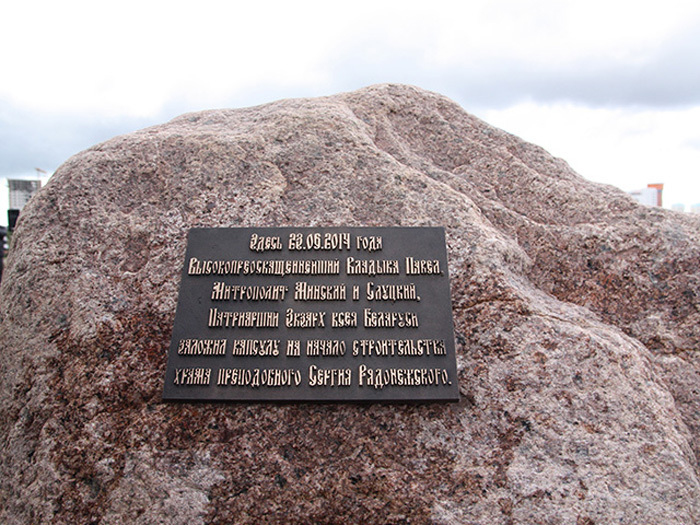 Здесь 22.08.2014 года
Высокопреосвященнейший Владыка Павел,
Митрополит Минский и Слуцкий,
Патриарший Экзарх всея Беларуси
заложил капсулу на начало строительства
храма преподобного Сергия Радонежского.